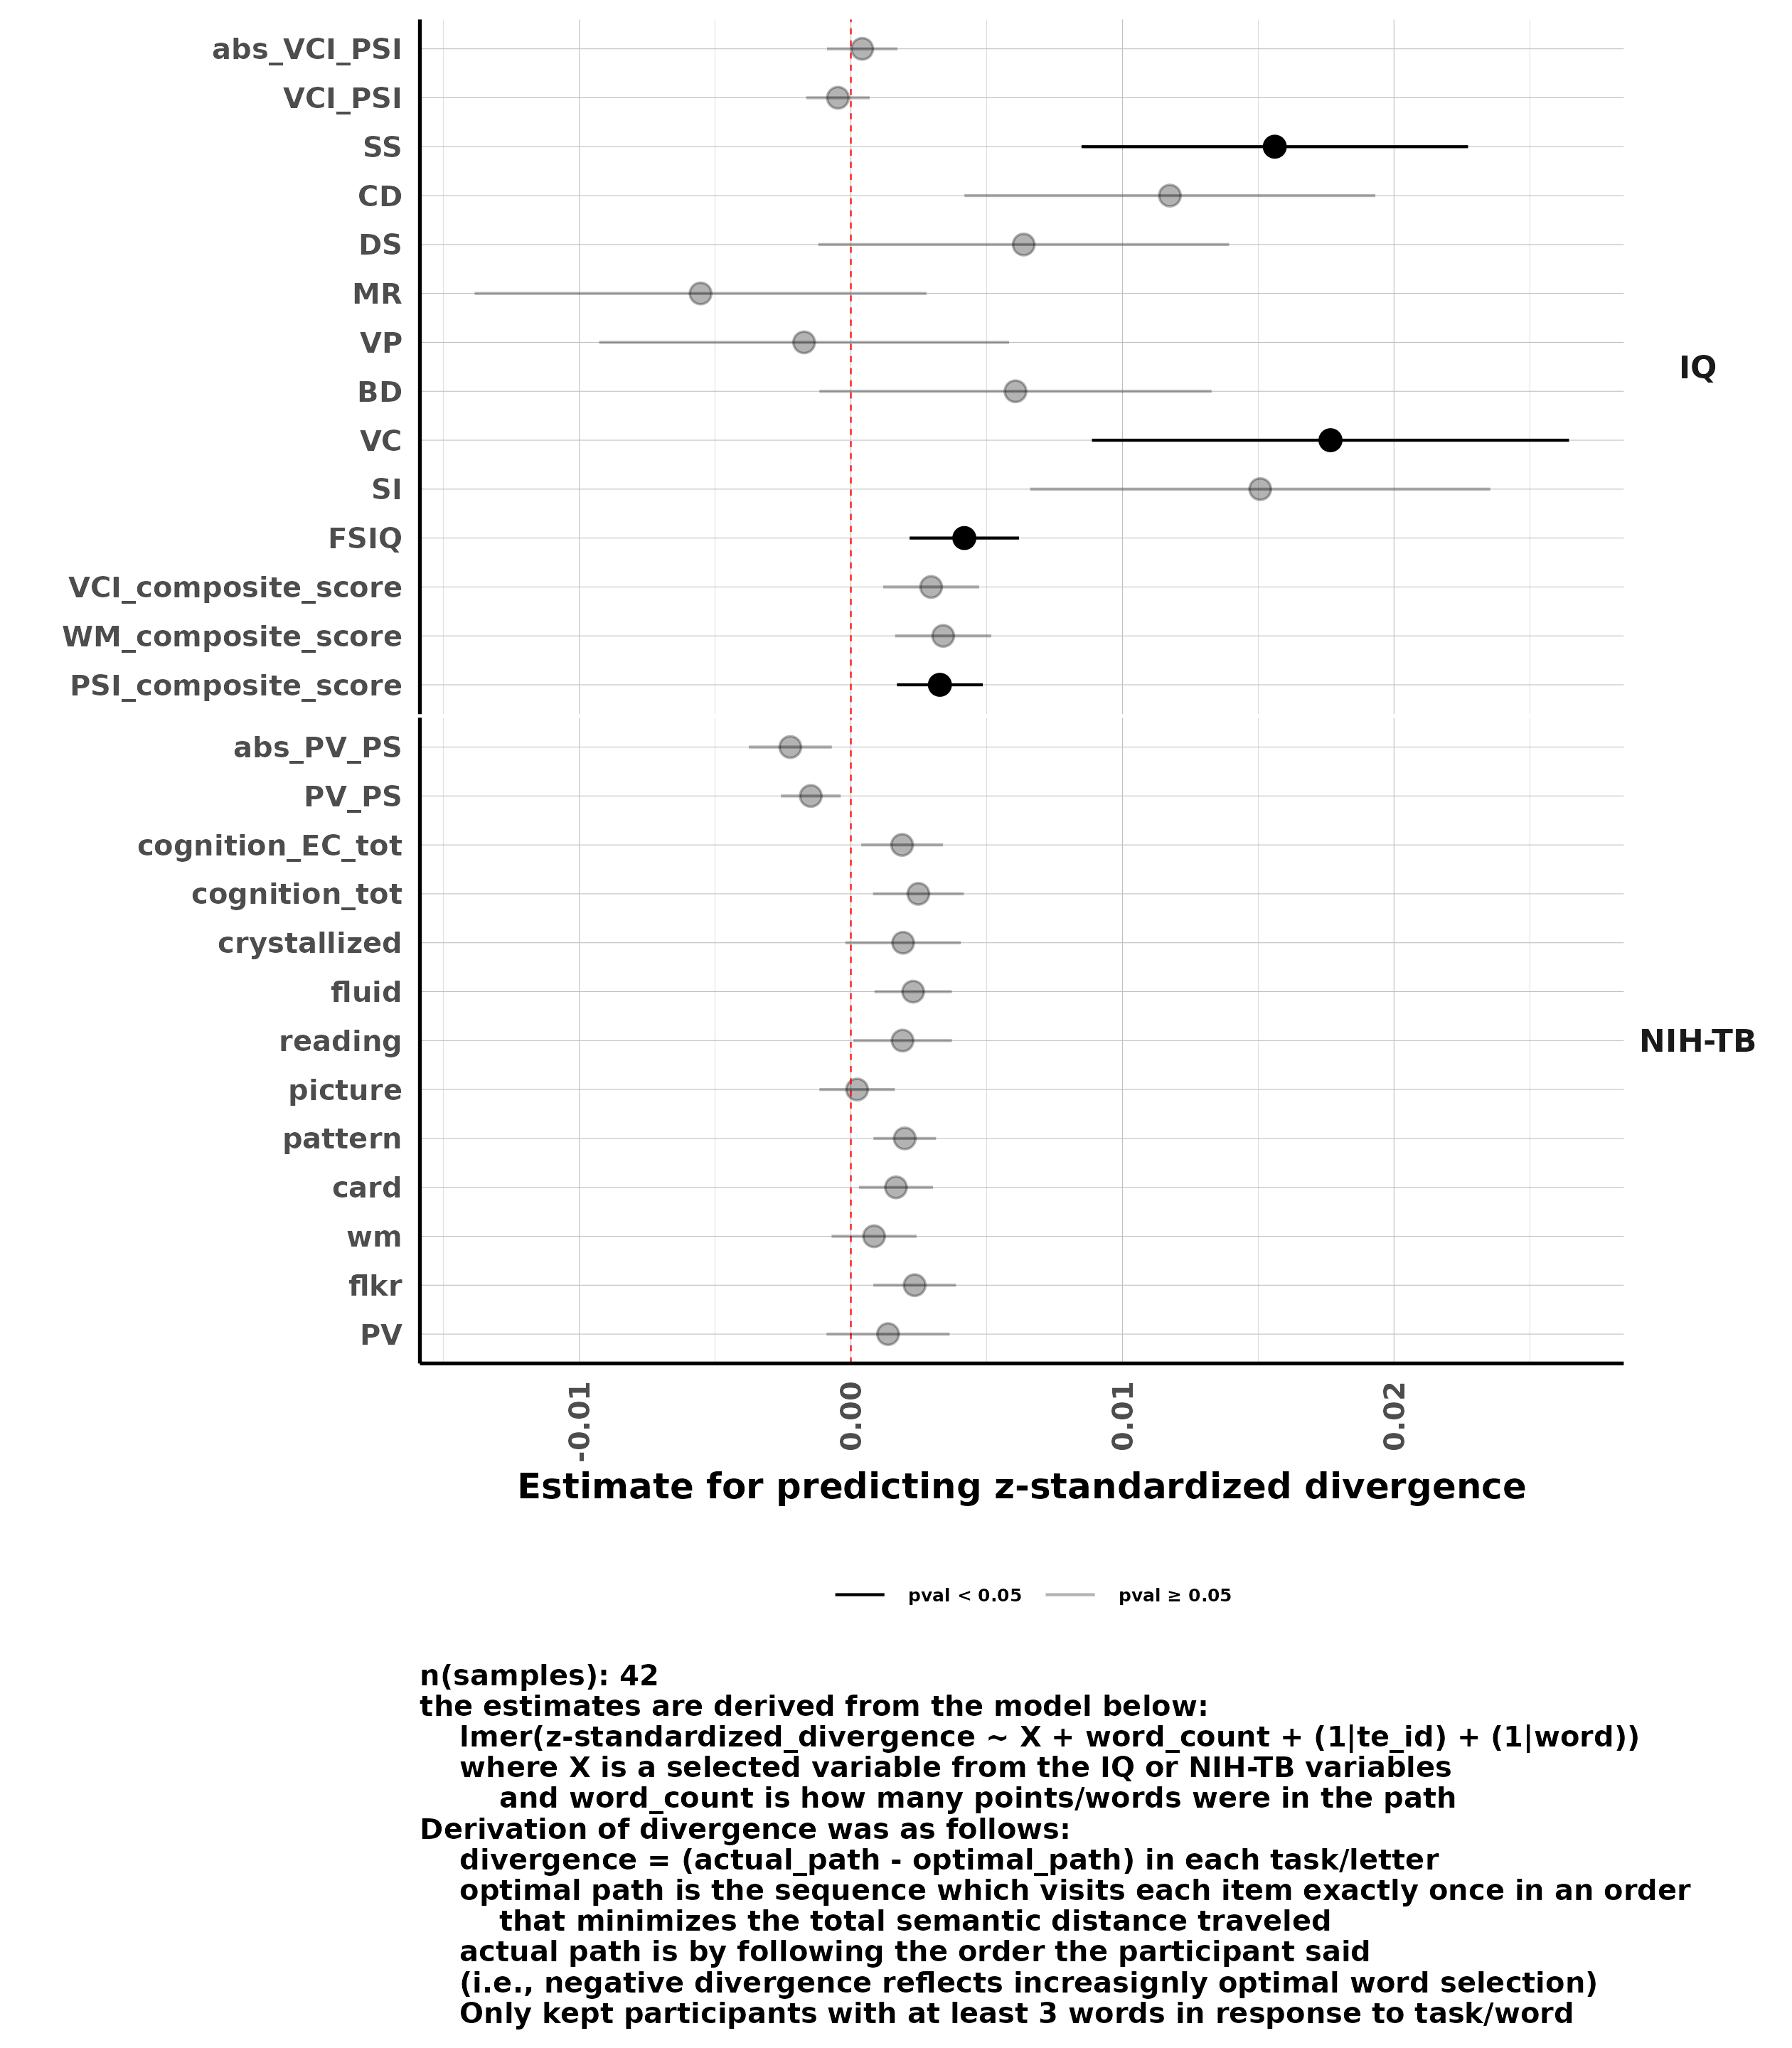 abs_VCI_PSI
VCI_PSI
SS
CD
DS
MR
VP
BD
VC
SI
FSIQ
VCI_composite_score
WM_composite_score
PSI_composite_score
IQ
abs_PV_PS
PV_PS
cognition_EC_tot
cognition_tot
crystallized
fluid
reading
picture
pattern
card
wm
flkr
PV
NIH-TB
-0.01
0.00
0.01
0.02
Estimate for predicting z-standardized divergence
pval < 0.05
pval ≥ 0.05
n(samples): 42
the estimates are derived from the model below:
lmer(z-standardized_divergence ~ X + word_count + (1|te_id) + (1|word))
where X is a selected variable from the IQ or NIH-TB variables
and word_count is how many points/words were in the path
Derivation of divergence was as follows:
divergence = (actual_path - optimal_path) in each task/letter
optimal path is the sequence which visits each item exactly once in an order
that minimizes the total semantic distance traveled
actual path is by following the order the participant said
(i.e., negative divergence reflects increasignly optimal word selection)
Only kept participants with at least 3 words in response to task/word